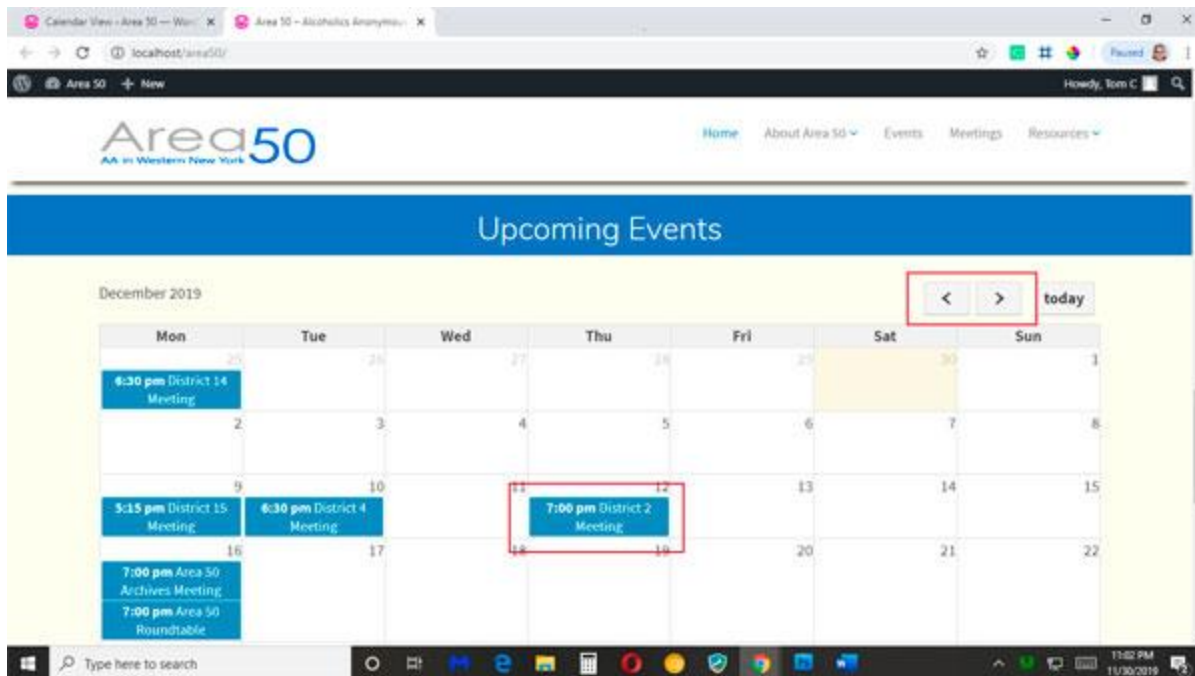 Calendar View - Area 50 — Wor
Area 50 – Alcoholics Anonymou
localhost/area50/
Paused
Area 50
+ New
Howdy, Tom C
Area50
AA in Western New York
Home
About Area 50
Events
Meetings
Resources
Upcoming Events
December 2019
<
>
today
Mon Tue Wed Thu Fri Sat Sun
25 26 27 28 29 30 1
6:30 pm District 14
Meeting
2 3 4 5 6 7 8
9 10 11 12 13 14 15
5:15 pm District 15
Meeting
6:30 pm District 4
Meeting
7:00 pm District 2
Meeting
16 17 18 19 20 21 22
7:00 pm Area 50
Archives Meeting
7:00 pm Area 50
Roundtable
Type here to search
11:02 PM
11/30/2019